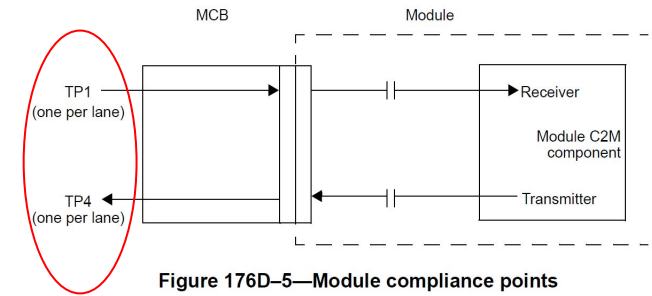 MCB
Module
TP1
(one per lane)
Receiver
Module C2M
component
TP4
(one per lane)
Transmitter
Figure 176D–5—Module compliance points